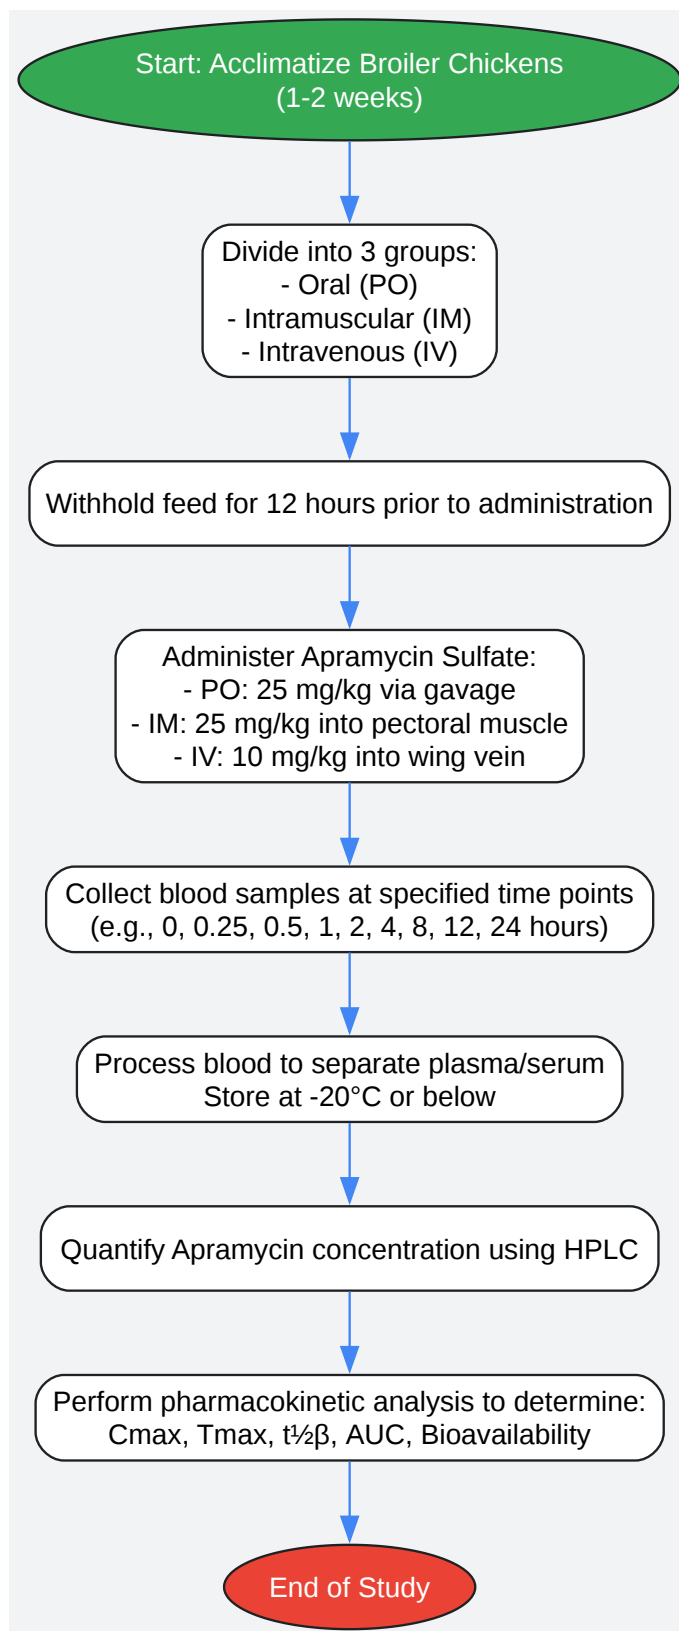 Start: Acclimatize Broiler Chickens
(1-2 weeks)
Divide into 3 groups:
- Oral (PO)
- Intramuscular (IM)
- Intravenous (IV)
Withhold feed for 12 hours prior to administration
Administer Apramycin Sulfate:
- PO: 25 mg/kg via gavage
- IM: 25 mg/kg into pectoral muscle
- IV: 10 mg/kg into wing vein
Collect blood samples at specified time points
(e.g., 0, 0.25, 0.5, 1, 2, 4, 8, 12, 24 hours)
Process blood to separate plasma/serum
Store at -20°C or below
Quantify Apramycin concentration using HPLC
Perform pharmacokinetic analysis to determine:
Cmax, Tmax, t½β, AUC, Bioavailability
End of Study